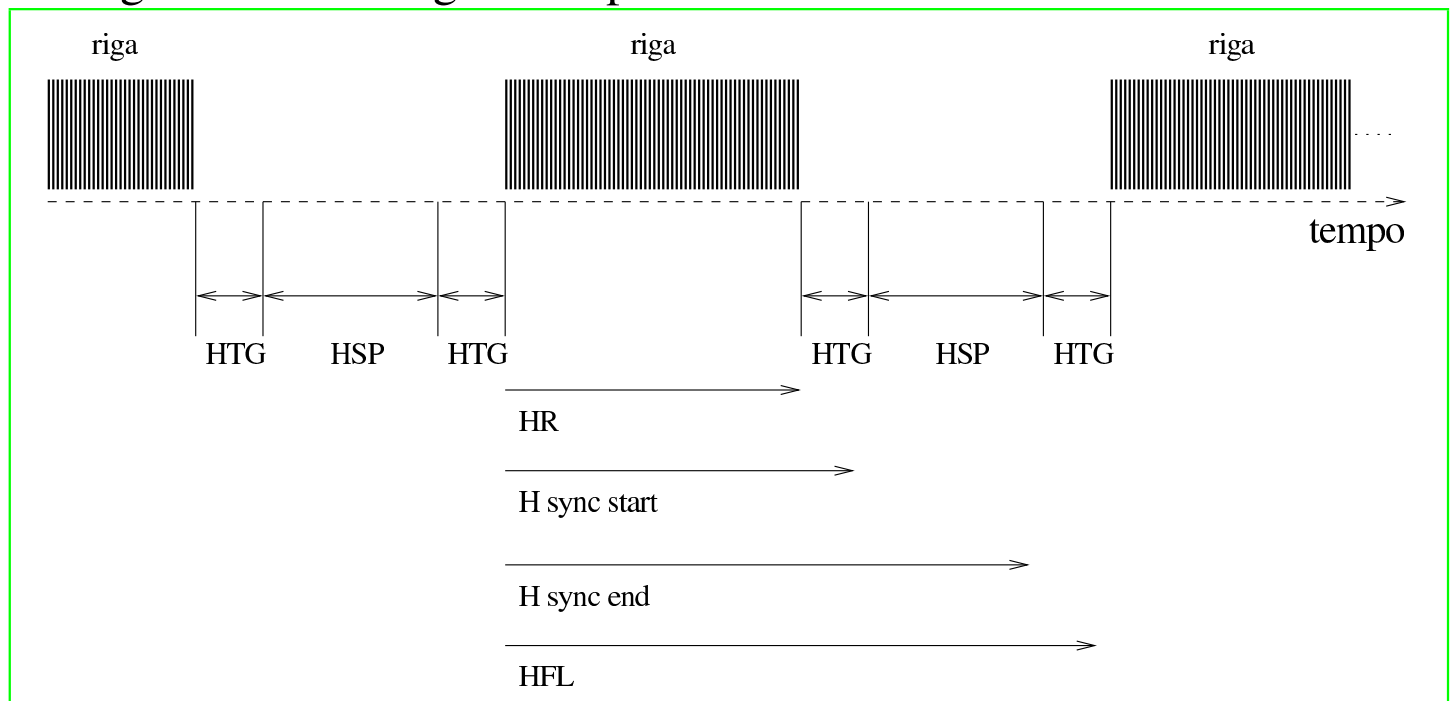 riga riga riga
tempo
HTG HSP HTG HTG HSP HTG
HR
H sync start
H sync end
HFL